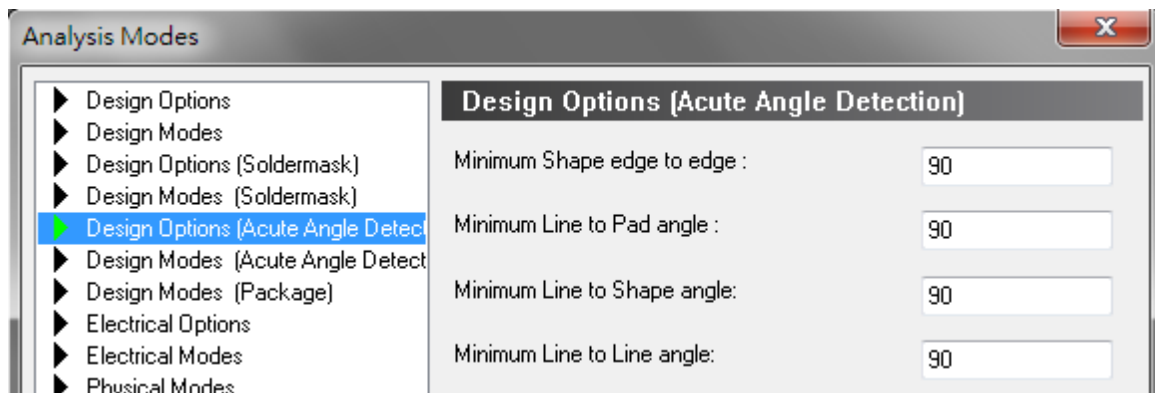 Analysis Modes
Design Options
Design Modes
Design Options (Soldermask)
Design Modes (Soldermask)
Design Options (Acute Angle Detect
Design Modes (Acute Angle Detect
Design Modes (Package)
Electrical Options
Electrical Modes
Physical Modes
Design Options (Acute Angle Detection)
Minimum Shape edge to edge : 90
Minimum Line to Pad angle : 90
Minimum Line to Shape angle: 90
Minimum Line to Line angle: 90